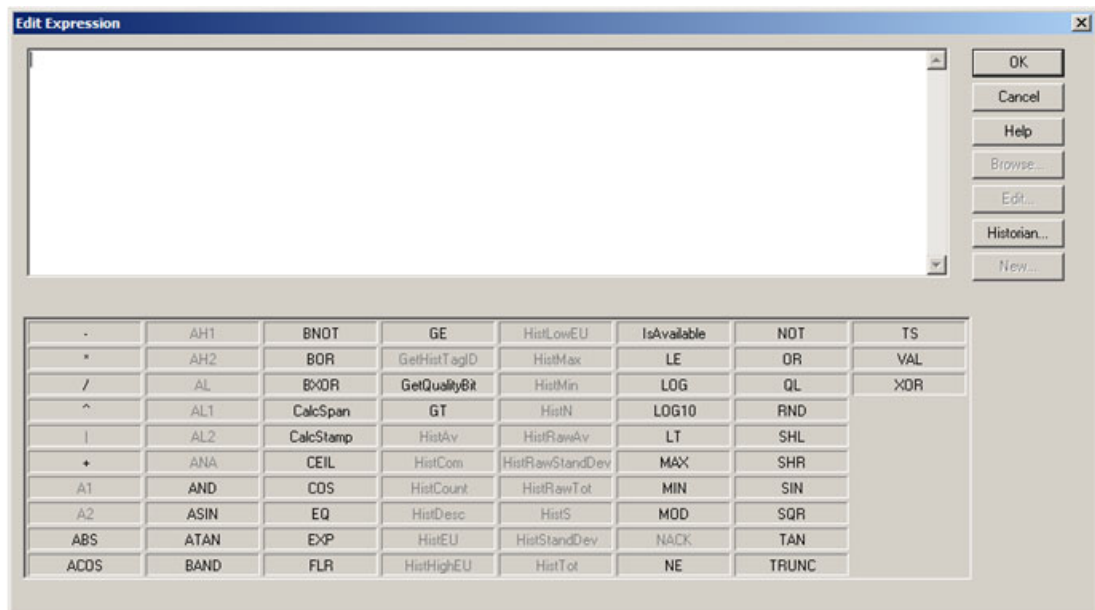 Edit Expression
OK
Cancel
Help
Browse...
Edit...
Historian...
New...
- AH1 BNOT GE HistLowEU IsAvailable NOT TS
* AH2 BOR GetHistTagID HistMax LE OR VAL
/ AL BXOR GetQualityBit HistMin LOG QL XOR
^ AL1 CalcSpan GT HistN LOG10 RND
| AL2 CalcStamp HistAv HistRawAv LT SHL
+ ANA CEIL HistCom HistRawStandDev MAX SHR
A1 AND COS HistCount HistRawTot MIN SIN
A2 ASIN EQ HistDesc HistS MOD SQR
ABS ATAN EXP HistEU HistStandDev NACK TAN
ACOS BAND FLR HistHighEU HistTot NE TRUNC